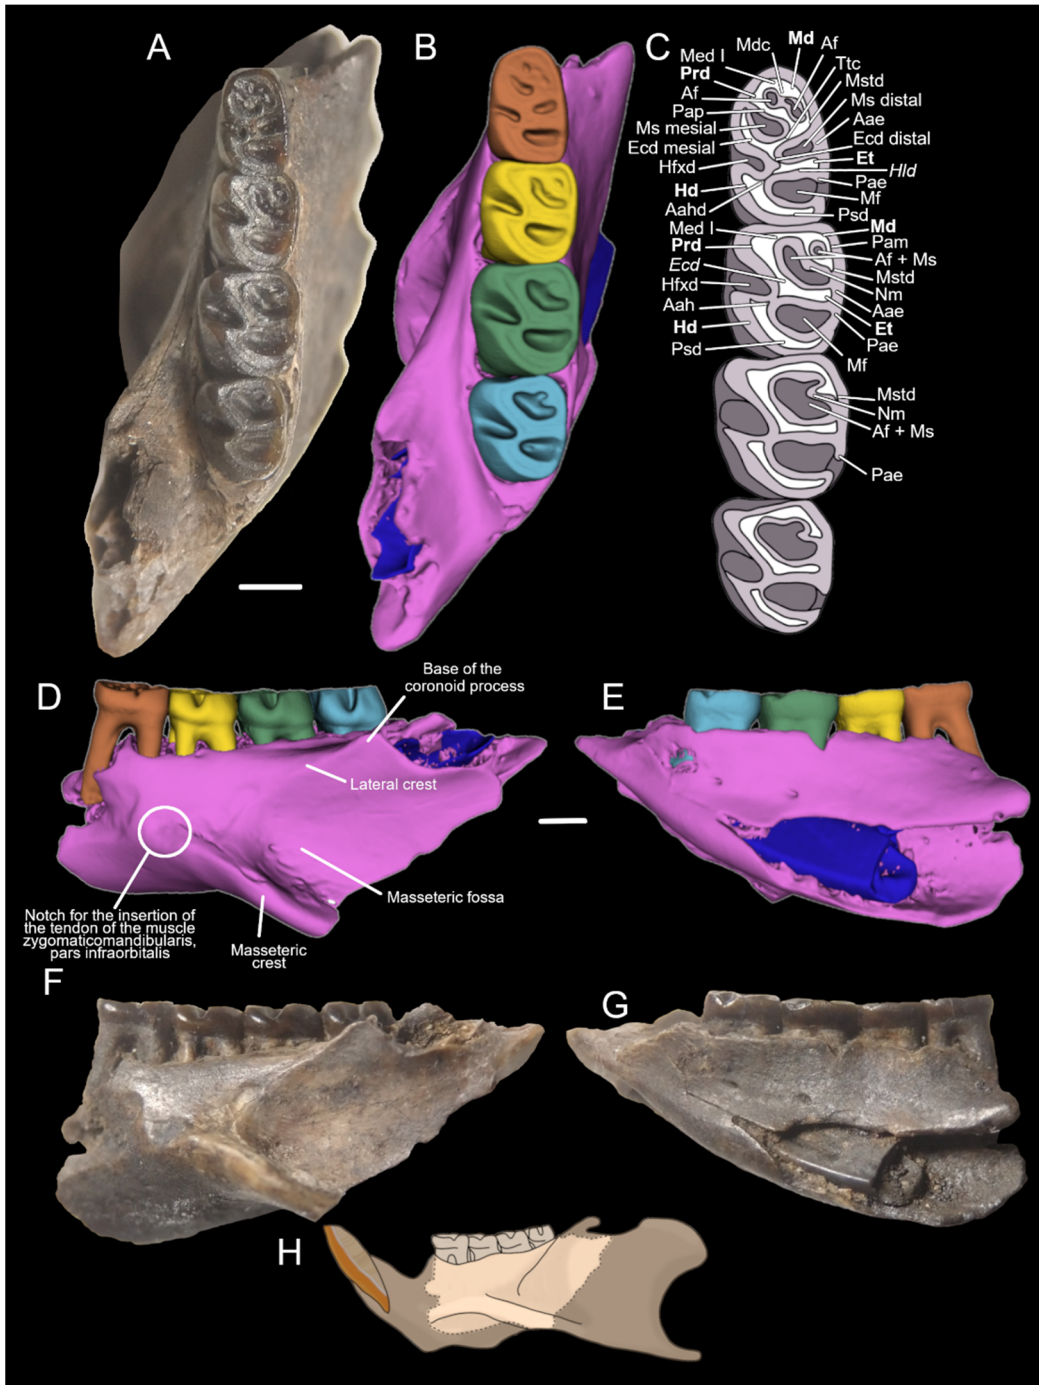 A
B
C
Med I
Mdc
Md
Af
Prd
Ttc
Af
Mstd
Pap
Ms distal
Ms mesial
Aae
Ecd mesial
Ecd distal
Hfxd
Et
Hld
Hd
Pae
Aahd
Mf
Psd
Med I
Md
Prd
Pam
Ecd
Af + Ms
Hfxd
Mstd
Nm
Aah
Aae
Hd
Et
Psd
Pae
Mf
Mstd
Nm
Af + Ms
Pae
D
Base of the
coronoid process
E
Lateral crest
Masseteric fossa
Notch for the insertion of
the tendon of the muscle
zygomaticomandibularis,
pars infraorbitalis
Masseteric
crest
F
G
H